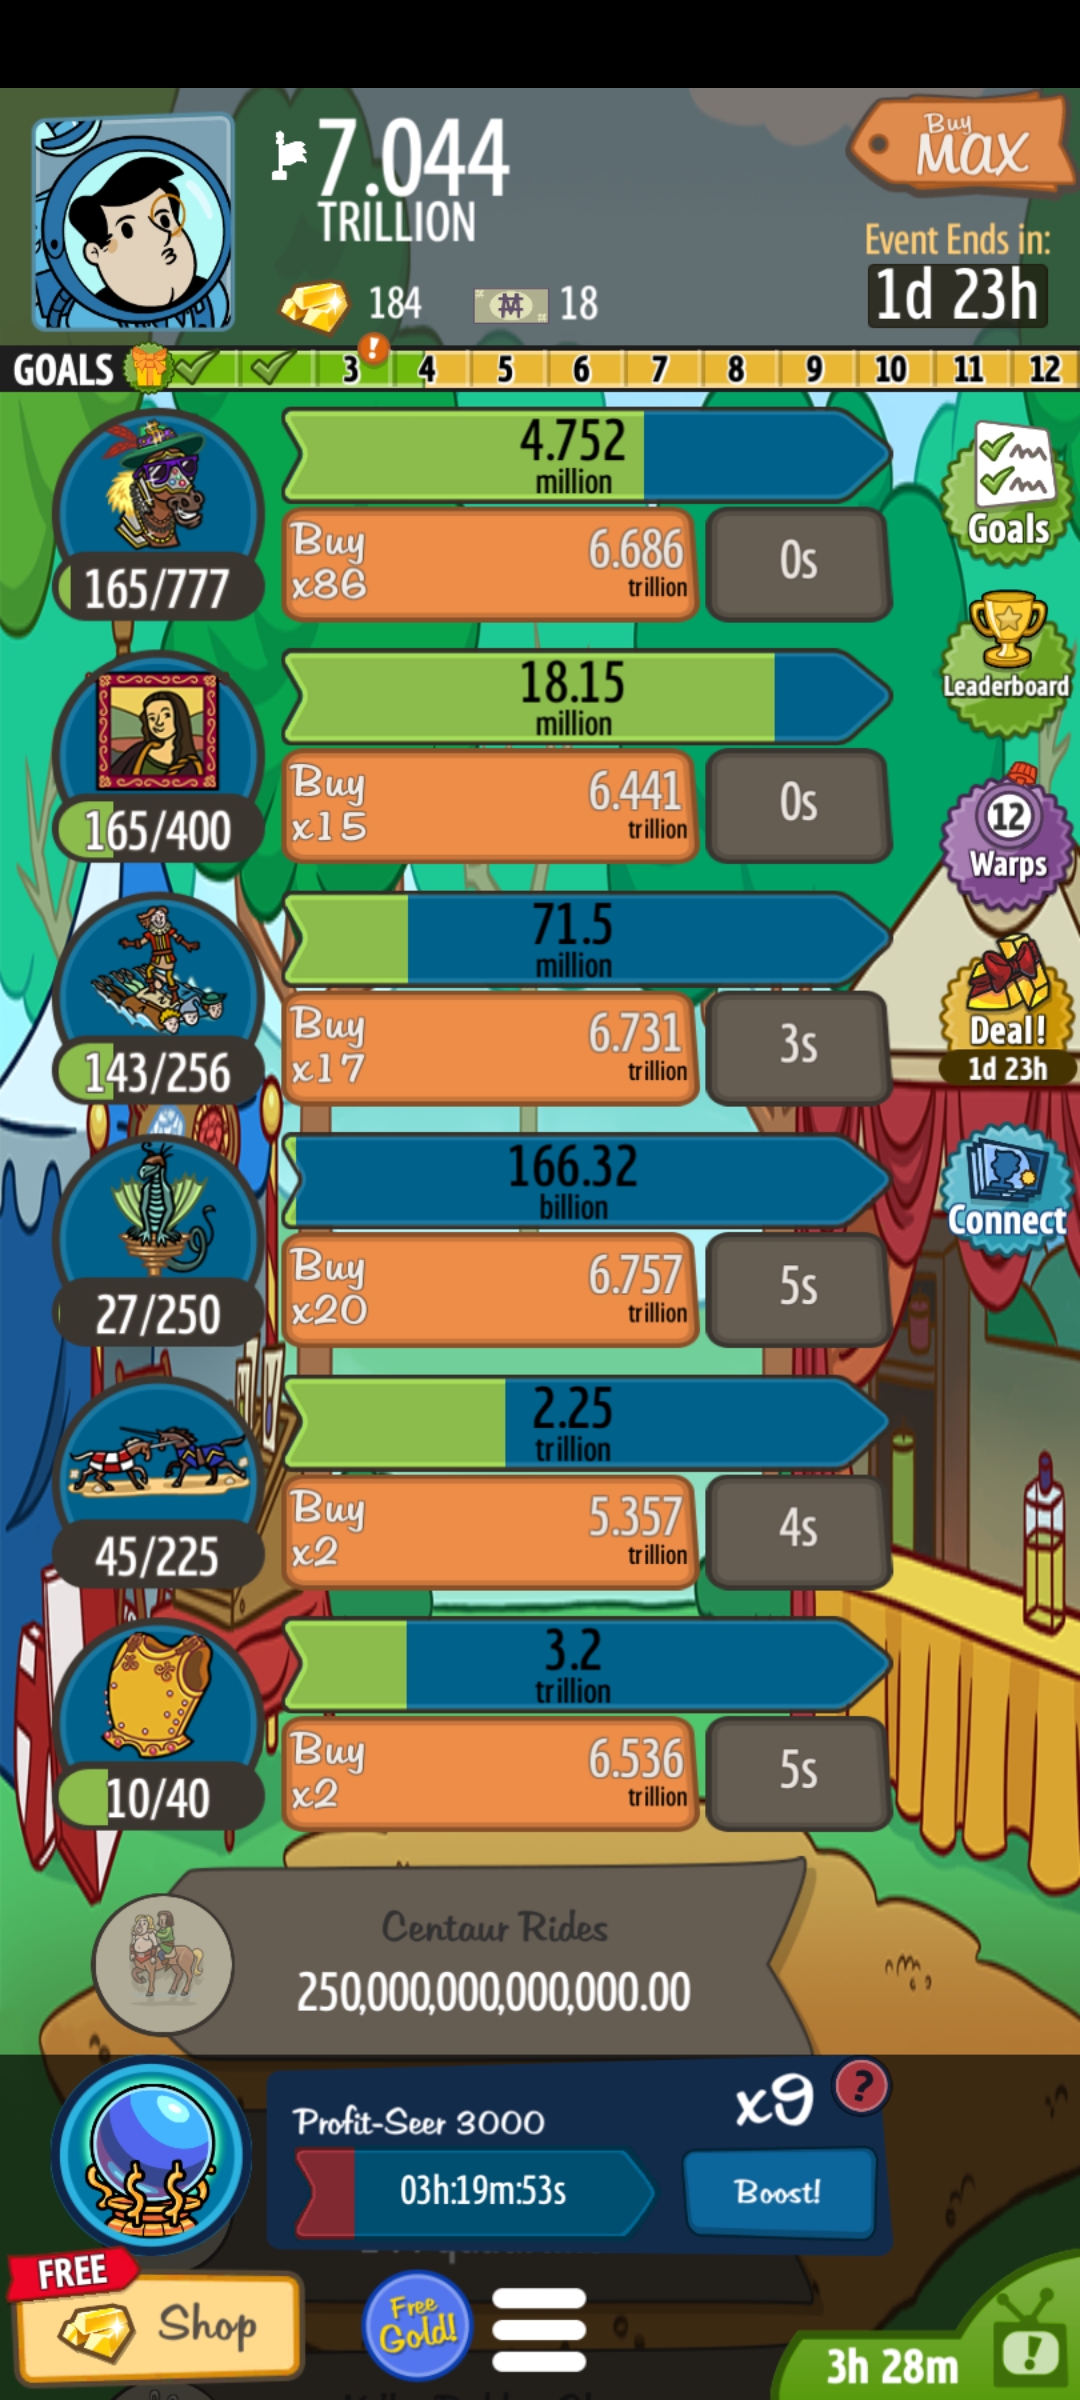 7.044
TRILLION
184
18
Buy
MAX
Event Ends in:
1d 23h
GOALS
3
!
4
5
6
7
8
9
10
11
12
4.752
million
Buy
x86
6.686
trillion
0s
165/777
Goals
18.15
million
Buy
x15
6.441
trillion
0s
165/400
Leaderboard
12
Warps
71.5
million
Buy
x17
6.731
trillion
3s
143/256
Deal!
1d 23h
166.32
billion
Buy
x20
6.757
trillion
5s
27/250
Connect
2.25
trillion
Buy
x2
5.357
trillion
4s
45/225
3.2
trillion
Buy
x2
6.536
trillion
5s
10/40
Centaur Rides
250,000,000,000,000.00
Profit-Seer 3000
x9
?
03h:19m:53s
Boost!
FREE
Shop
Free
Gold!
3h 28m
!